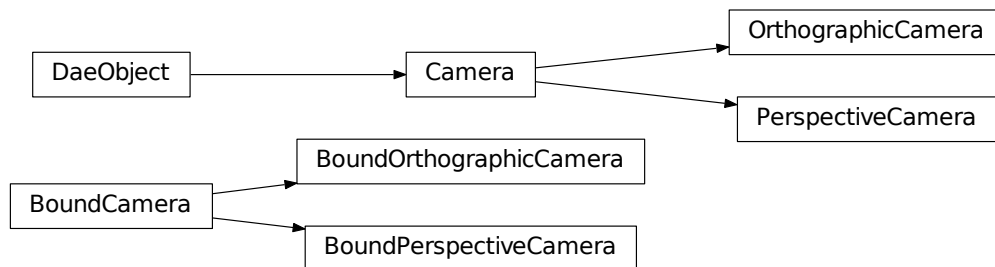 OrthographicCamera
DaeObject
Camera
PerspectiveCamera
BoundOrthographicCamera
BoundCamera
BoundPerspectiveCamera